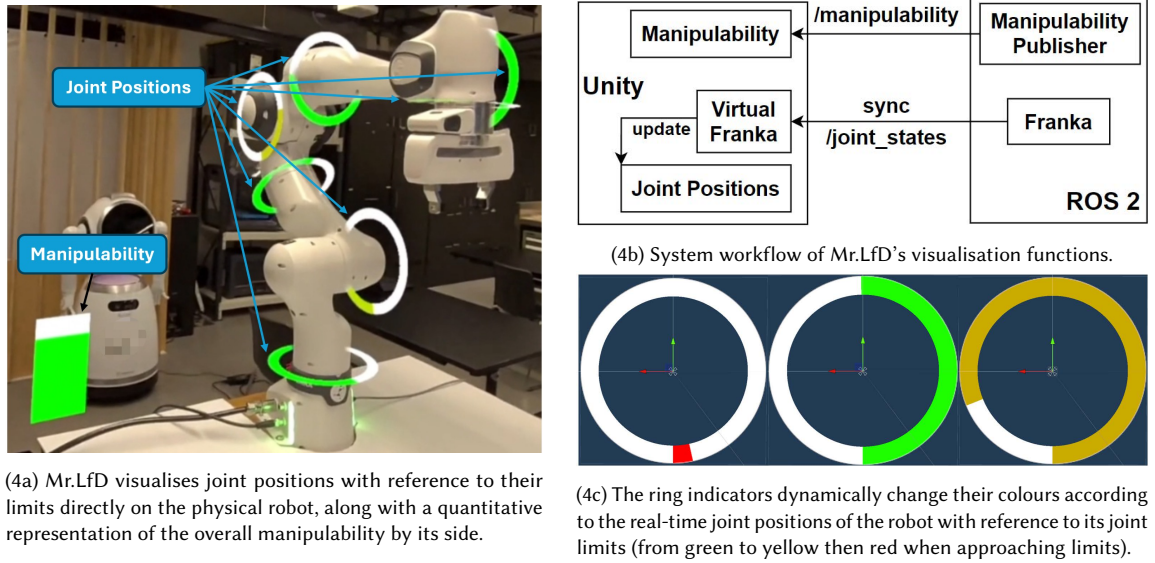 Joint Positions
Manipulability
(4a) Mr.LfD visualises joint positions with reference to their
limits directly on the physical robot, along with a quantitative
representation of the overall manipulability by its side.
/manipulability
Manipulability
Manipulability
Publisher
Unity
Virtual
Franka
sync
/joint_states
Franka
update
Joint Positions
ROS 2
(4b) System workflow of Mr.LfD's visualisation functions.
(4c) The ring indicators dynamically change their colours according
to the real-time joint positions of the robot with reference to its joint
limits (from green to yellow then red when approaching limits).